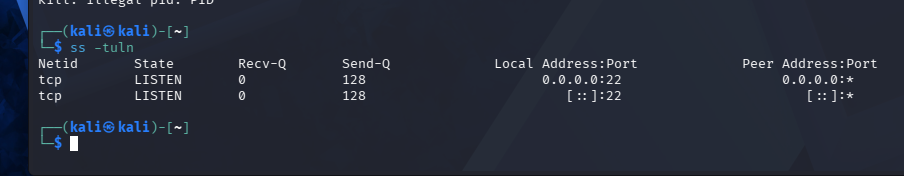 kill: illegal pid: PID
┌──(kali㉿kali)-[~]
└─$ ss -tuln
Netid State Recv-Q Send-Q Local Address:Port Peer Address:Port
tcp LISTEN 0 128 0.0.0.0:22 0.0.0.0:*
tcp LISTEN 0 128 [::]:22 [::]:*
┌──(kali㉿kali)-[~]
└─$